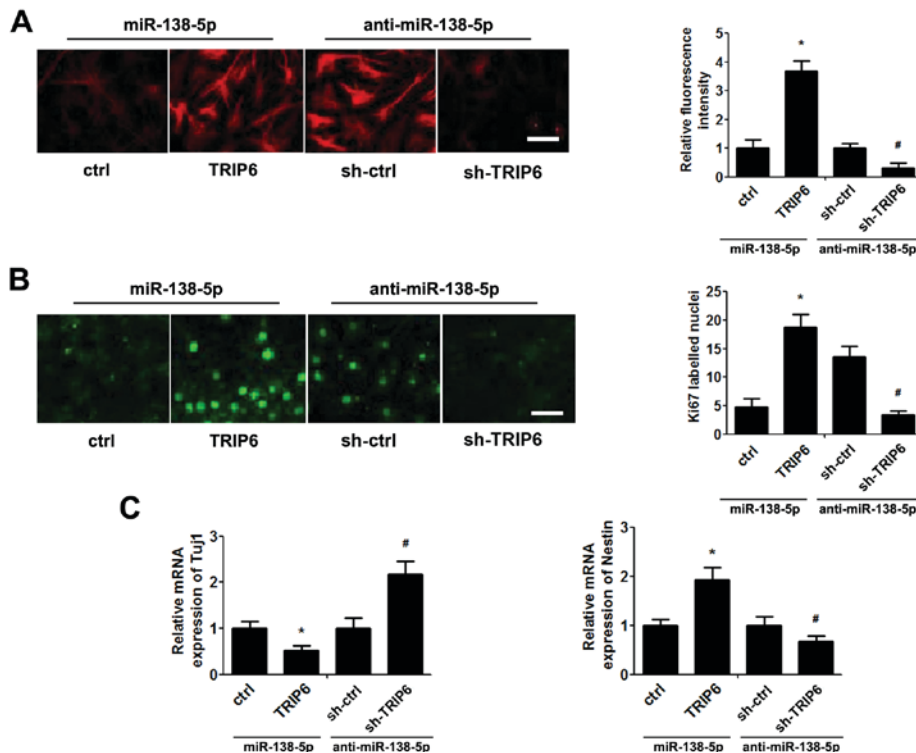 A
miR-138-5p anti-miR-138-5p
ctrl TRIP6 sh-ctrl sh-TRIP6
Relative fluorescence
intensity
5
4
3
2
1
0
*
#
ctrl TRIP6 sh-ctrl sh-TRIP6
miR-138-5p anti-miR-138-5p
B
miR-138-5p anti-miR-138-5p
ctrl TRIP6 sh-ctrl sh-TRIP6
Ki67 labelled nuclei
25
20
15
10
5
0
*
#
ctrl TRIP6 sh-ctrl sh-TRIP6
miR-138-5p anti-miR-138-5p
C
Relative mRNA
expression of Tuj1
3
2
1
0
*
#
ctrl TRIP6 sh-ctrl sh-TRIP6
miR-138-5p anti-miR-138-5p
Relative mRNA
expression of Nestin
3
2
1
0
*
#
ctrl TRIP6 sh-ctrl sh-TRIP6
miR-138-5p anti-miR-138-5p